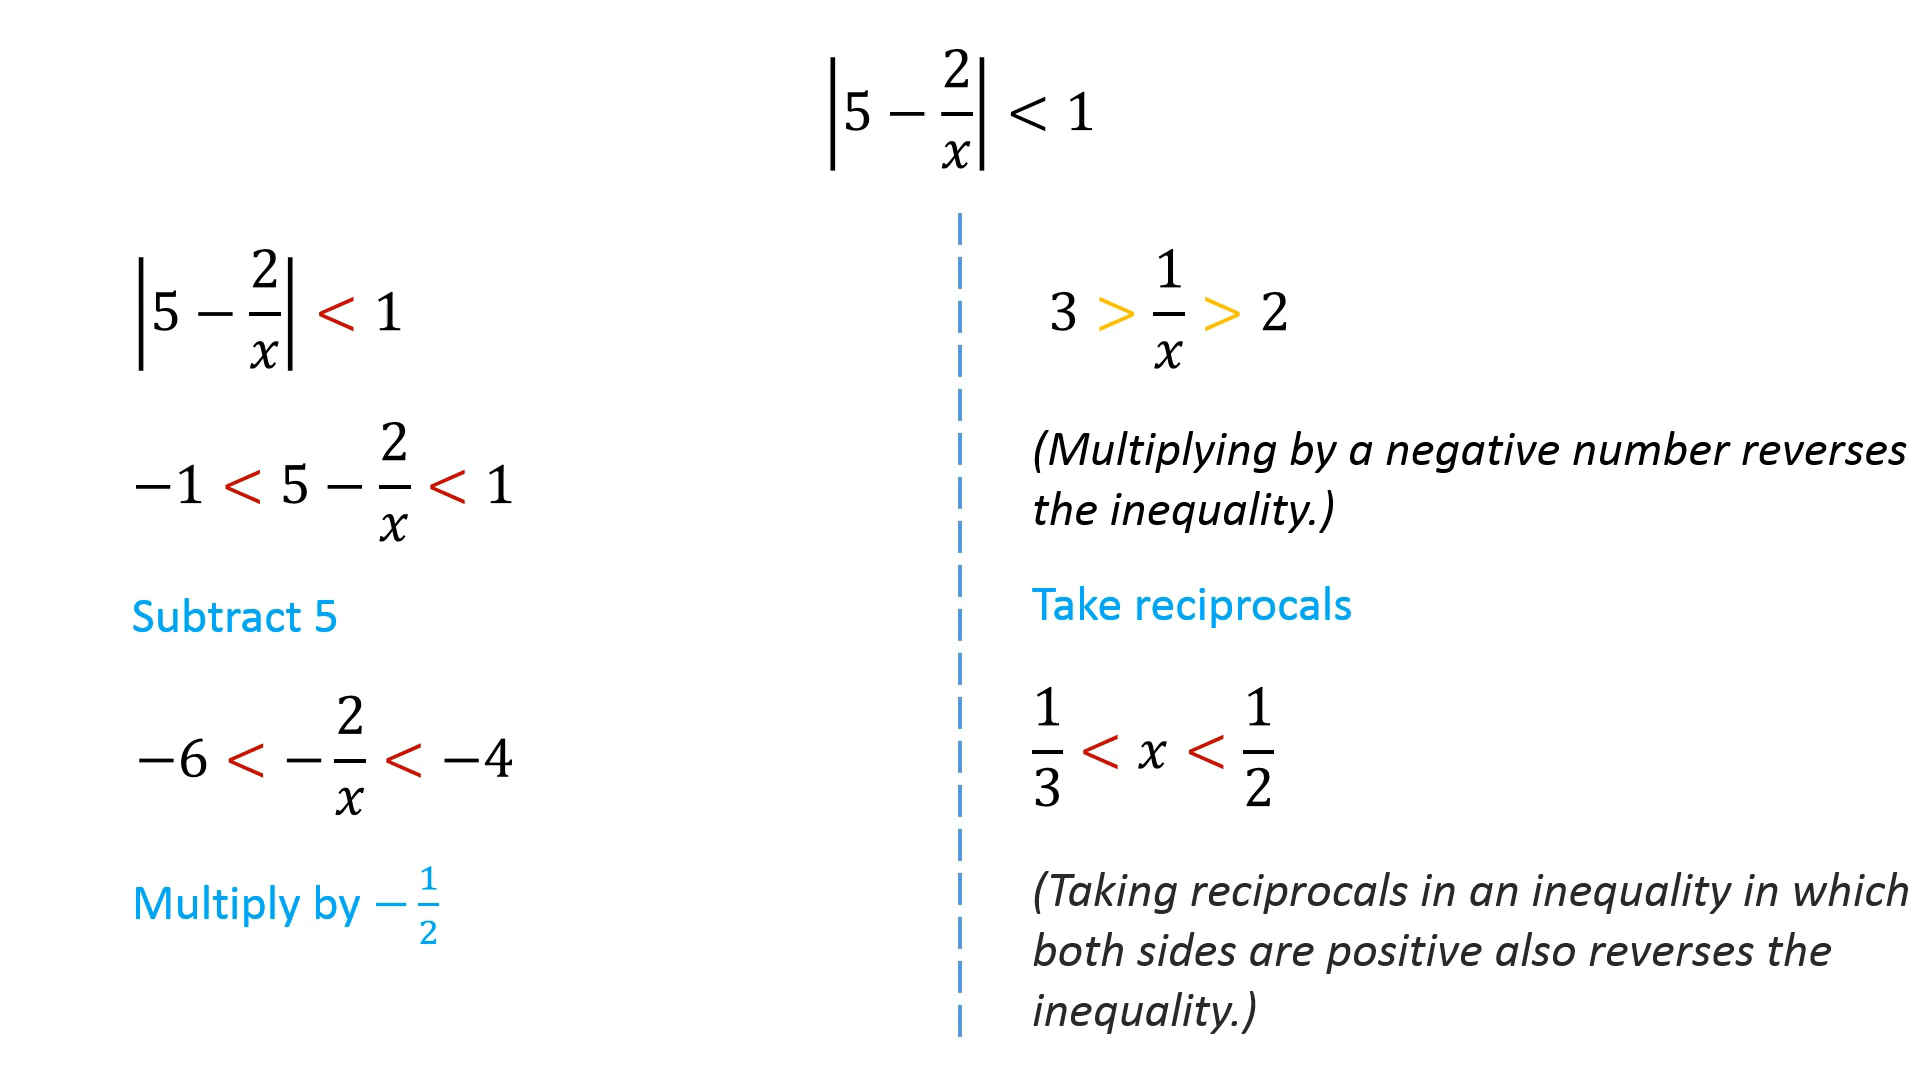 |5 − 2/x| < 1
|5 − 2/x| < 1
−1 < 5 − 2/x < 1
Subtract 5
−6 < −2/x < −4
Multiply by −1/2
3 > 1/x > 2
(Multiplying by a negative number reverses
the inequality.)
Take reciprocals
1/3 < x < 1/2
(Taking reciprocals in an inequality in which
both sides are positive also reverses the
inequality.)